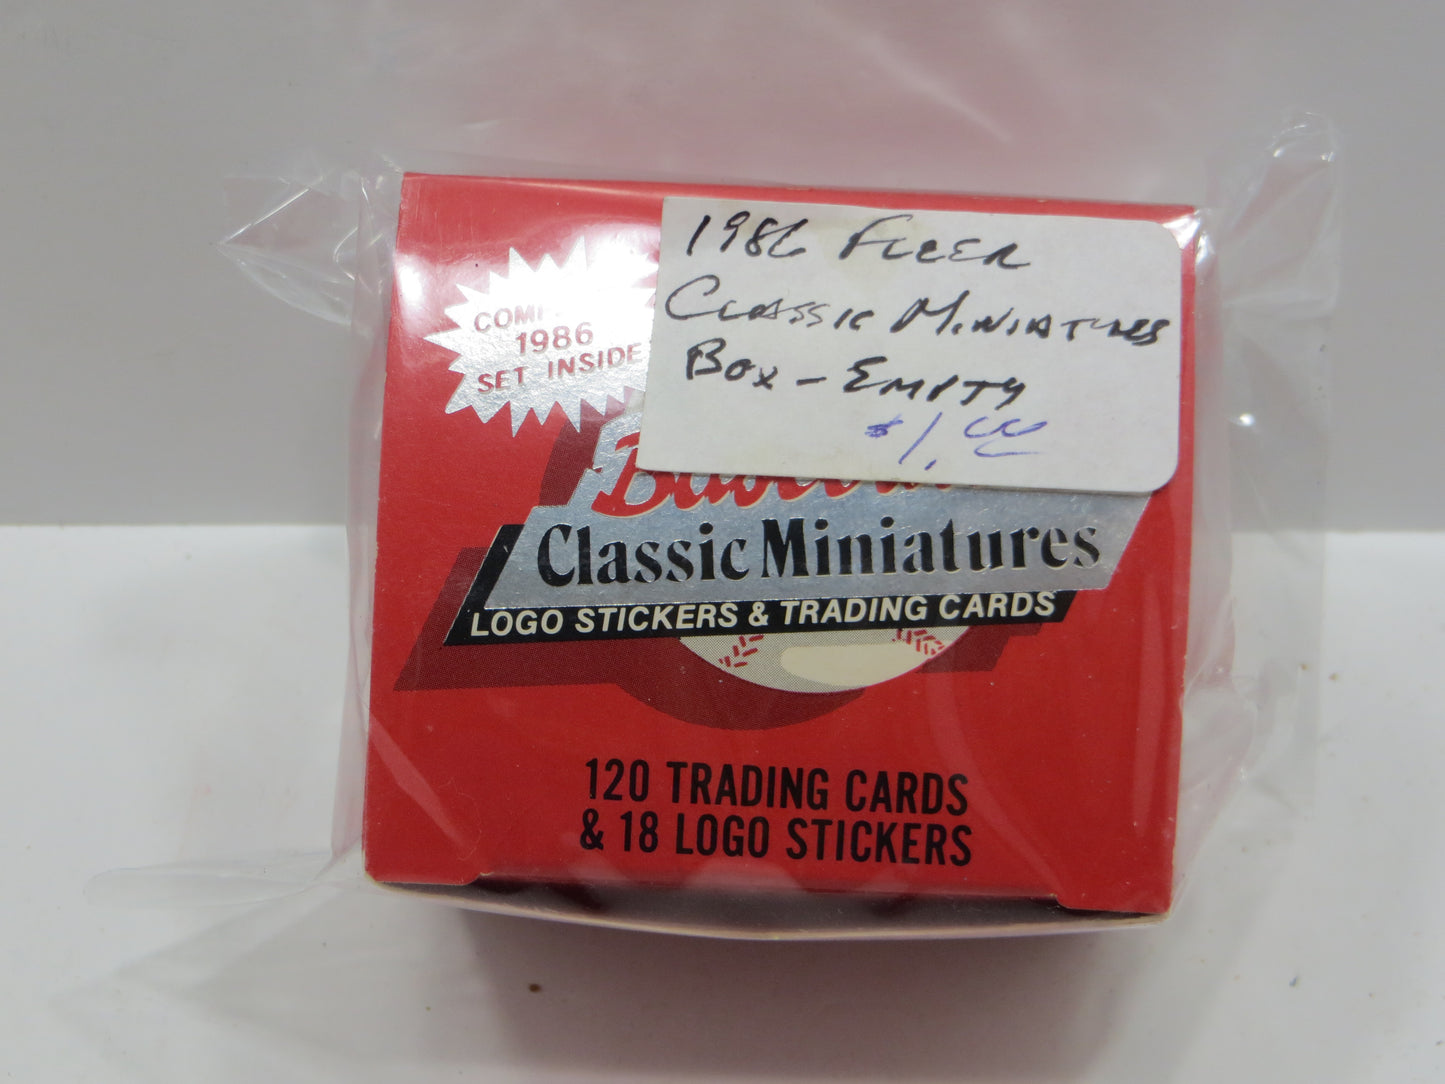 1986 FLEER
CLASSIC MINIATURES
BOX - EMPTY
$1.00
1986
SET INSIDE
Classic Miniatures
LOGO STICKERS & TRADING CARDS
120 TRADING CARDS
& 18 LOGO STICKERS